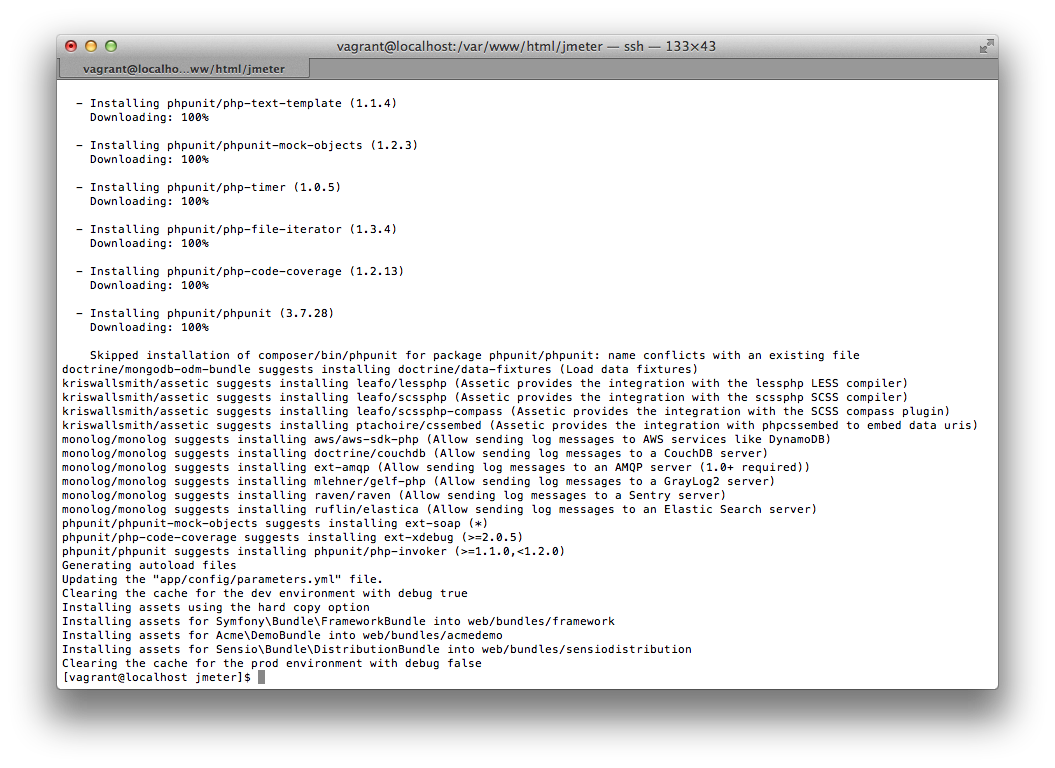 vagrant@localhost:/var/www/html/jmeter — ssh — 133×43
vagrant@localho...ww/html/jmeter
- Installing phpunit/php-text-template (1.1.4)
Downloading: 100%
- Installing phpunit/phpunit-mock-objects (1.2.3)
Downloading: 100%
- Installing phpunit/php-timer (1.0.5)
Downloading: 100%
- Installing phpunit/php-file-iterator (1.3.4)
Downloading: 100%
- Installing phpunit/php-code-coverage (1.2.13)
Downloading: 100%
- Installing phpunit/phpunit (3.7.28)
Downloading: 100%
Skipped installation of composer/bin/phpunit for package phpunit/phpunit: name conflicts with an existing file
doctrine/mongodb-odm-bundle suggests installing doctrine/data-fixtures (Load data fixtures)
kriswallsmith/assetic suggests installing leafo/lessphp (Assetic provides the integration with the lessphp LESS compiler)
kriswallsmith/assetic suggests installing leafo/scssphp (Assetic provides the integration with the scssphp SCSS compiler)
kriswallsmith/assetic suggests installing leafo/scssphp-compass (Assetic provides the integration with the SCSS compass plugin)
kriswallsmith/assetic suggests installing ptachoire/cssembed (Assetic provides the integration with phpcssembed to embed data uris)
monolog/monolog suggests installing aws/aws-sdk-php (Allow sending log messages to AWS services like DynamoDB)
monolog/monolog suggests installing doctrine/couchdb (Allow sending log messages to a CouchDB server)
monolog/monolog suggests installing ext-amqp (Allow sending log messages to an AMQP server (1.0+ required))
monolog/monolog suggests installing mlehner/gelf-php (Allow sending log messages to a GrayLog2 server)
monolog/monolog suggests installing raven/raven (Allow sending log messages to a Sentry server)
monolog/monolog suggests installing ruflin/elastica (Allow sending log messages to an Elastic Search server)
phpunit/phpunit-mock-objects suggests installing ext-soap (*)
phpunit/php-code-coverage suggests installing ext-xdebug (>=2.0.5)
phpunit/phpunit suggests installing phpunit/php-invoker (>=1.1.0,<1.2.0)
Generating autoload files
Updating the "app/config/parameters.yml" file.
Clearing the cache for the dev environment with debug true
Installing assets using the hard copy option
Installing assets for Symfony\Bundle\FrameworkBundle into web/bundles/framework
Installing assets for Acme\DemoBundle into web/bundles/acmedemo
Installing assets for Sensio\Bundle\DistributionBundle into web/bundles/sensiodistribution
Clearing the cache for the prod environment with debug false
[vagrant@localhost jmeter]$